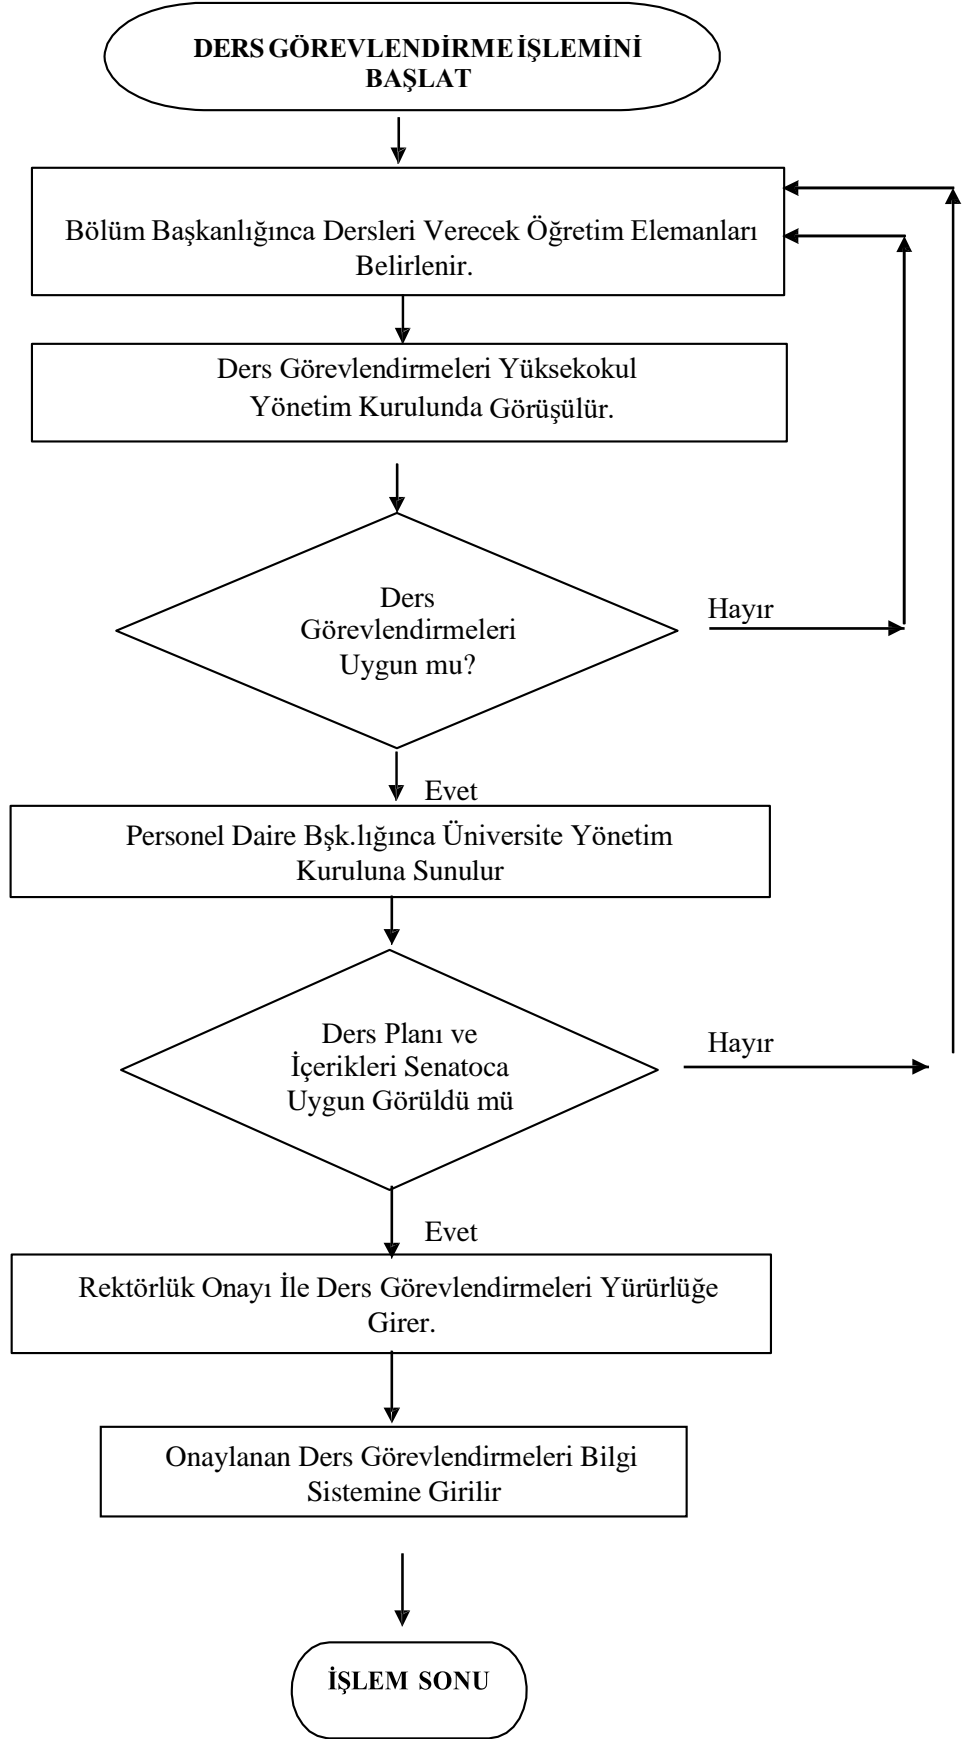 DERS GÖREVLENDİRME İŞLEMİNİ
BAŞLAT
Bölüm Başkanlığınca Dersleri Verecek Öğretim Elemanları
Belirlenir.
Ders Görevlendirmeleri Yüksekokul
Yönetim Kurulunda Görüşülür.
Ders
Görevlendirmeleri
Uygun mu?
Hayır
Evet
Personel Daire Bşk.lığınca Üniversite Yönetim
Kuruluna Sunulur
Ders Planı ve
İçerikleri Senatoca
Uygun Görüldü mü
Hayır
Evet
Rektörlük Onayı İle Ders Görevlendirmeleri Yürürlüğe
Girer.
Onaylanan Ders Görevlendirmeleri Bilgi
Sistemine Girilir
İŞLEM SONU